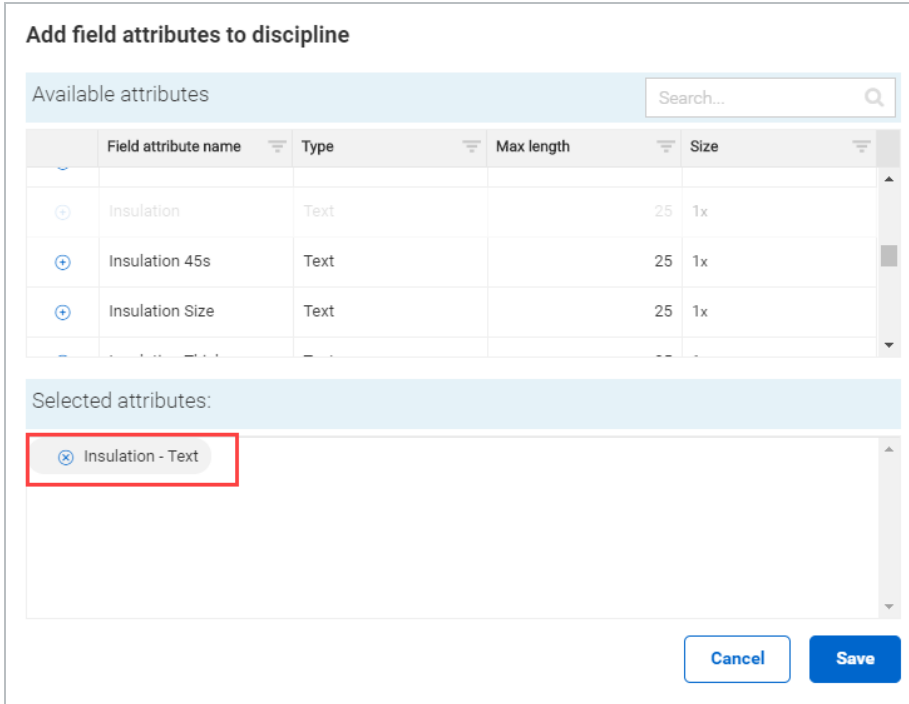 Add field attributes to discipline
Available attributes
Search...
Field attribute name Type Max length Size
Insulation Text 25 1x
Insulation 45s Text 25 1x
Insulation Size Text 25 1x
Selected attributes:
Insulation - Text
Cancel Save